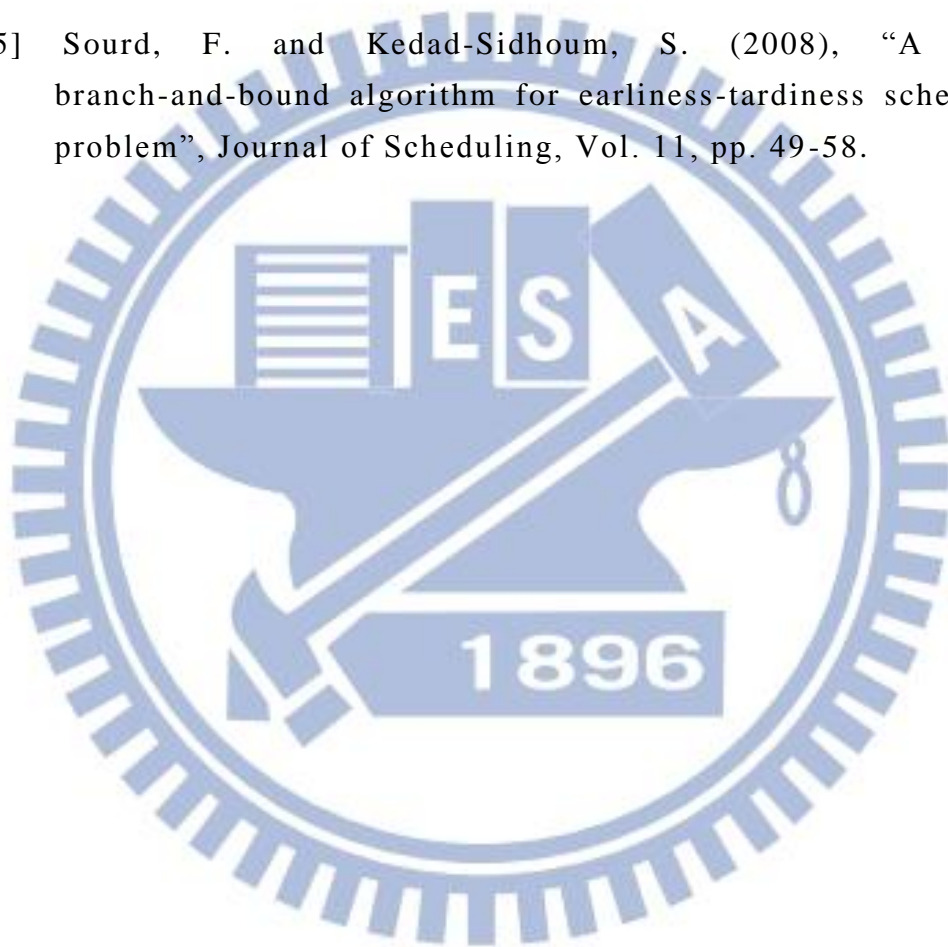 5] Sourd, F. and Kedad-Sidhoum, S. (2008), “A
branch-and-bound algorithm for earliness-tardiness sche
problem”, Journal of Scheduling, Vol. 11, pp. 49-58.
E S A
1896